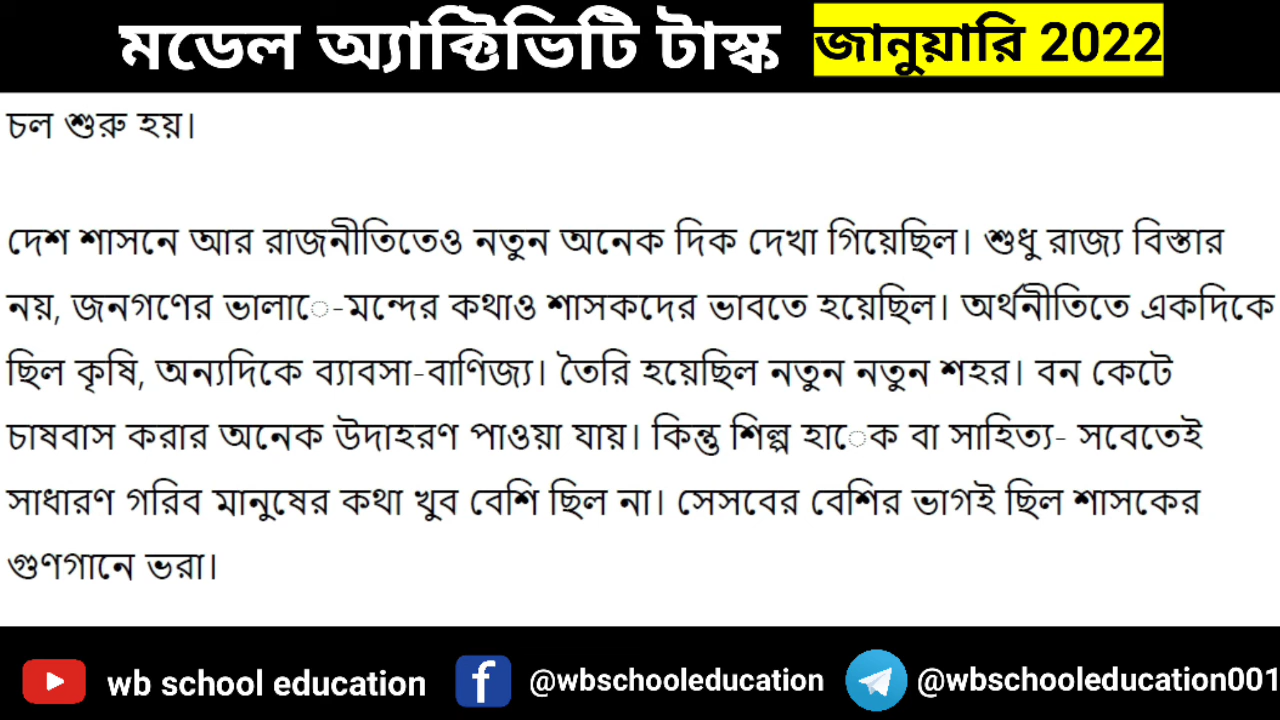 মডেল অ্যাক্টিভিটি টাস্ক জানুয়ারি 2022
চল শুরু হয়।
দেশ শাসনে আর রাজনীতিতেও নতুন অনেক দিক দেখা গিয়েছিল। শুধু রাজ্য বিস্তার
নয়, জনগণের ভালাে-মন্দের কথাও শাসকদের ভাবতে হয়েছিল। অর্থনীতিতে একদিকে
ছিল কৃষি, অন্যদিকে ব্যাবসা-বাণিজ্য। তৈরি হয়েছিল নতুন নতুন শহর। বন কেটে
চাষবাস করার অনেক উদাহরণ পাওয়া যায়। কিন্তু শিল্প হােক বা সাহিত্য- সবেতেই
সাধারণ গরিব মানুষের কথা খুব বেশি ছিল না। সেসবের বেশির ভাগই ছিল শাসকের
গুণগানে ভরা।
wb school education @wbschooleducation @wbschooleducation001